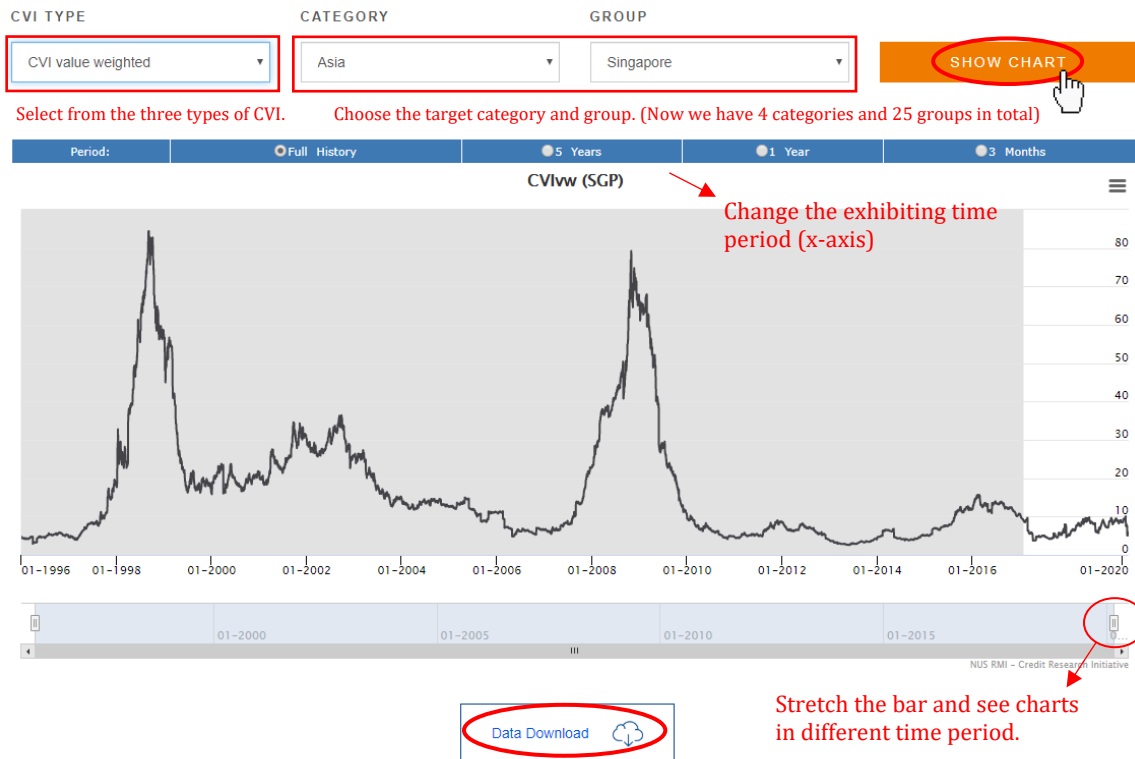 CVI TYPE CATEGORY GROUP
CVI value weighted Asia Singapore SHOW CHART
Select from the three types of CVI. Choose the target category and group. (Now we have 4 categories and 25 groups in total)
Period: Full History 5 Years 1 Year 3 Months
CVIvw (SGP)
Change the exhibiting time
period (x-axis)
80
70
60
50
40
30
20
10
0
01-1996 01-1998 01-2000 01-2002 01-2004 01-2006 01-2008 01-2010 01-2012 01-2014 01-2016 01-2020
01-2000 01-2005 01-2010 01-2015 0...
NUS RMI - Credit Research Initiative
Stretch the bar and see charts
in different time period.
Data Download